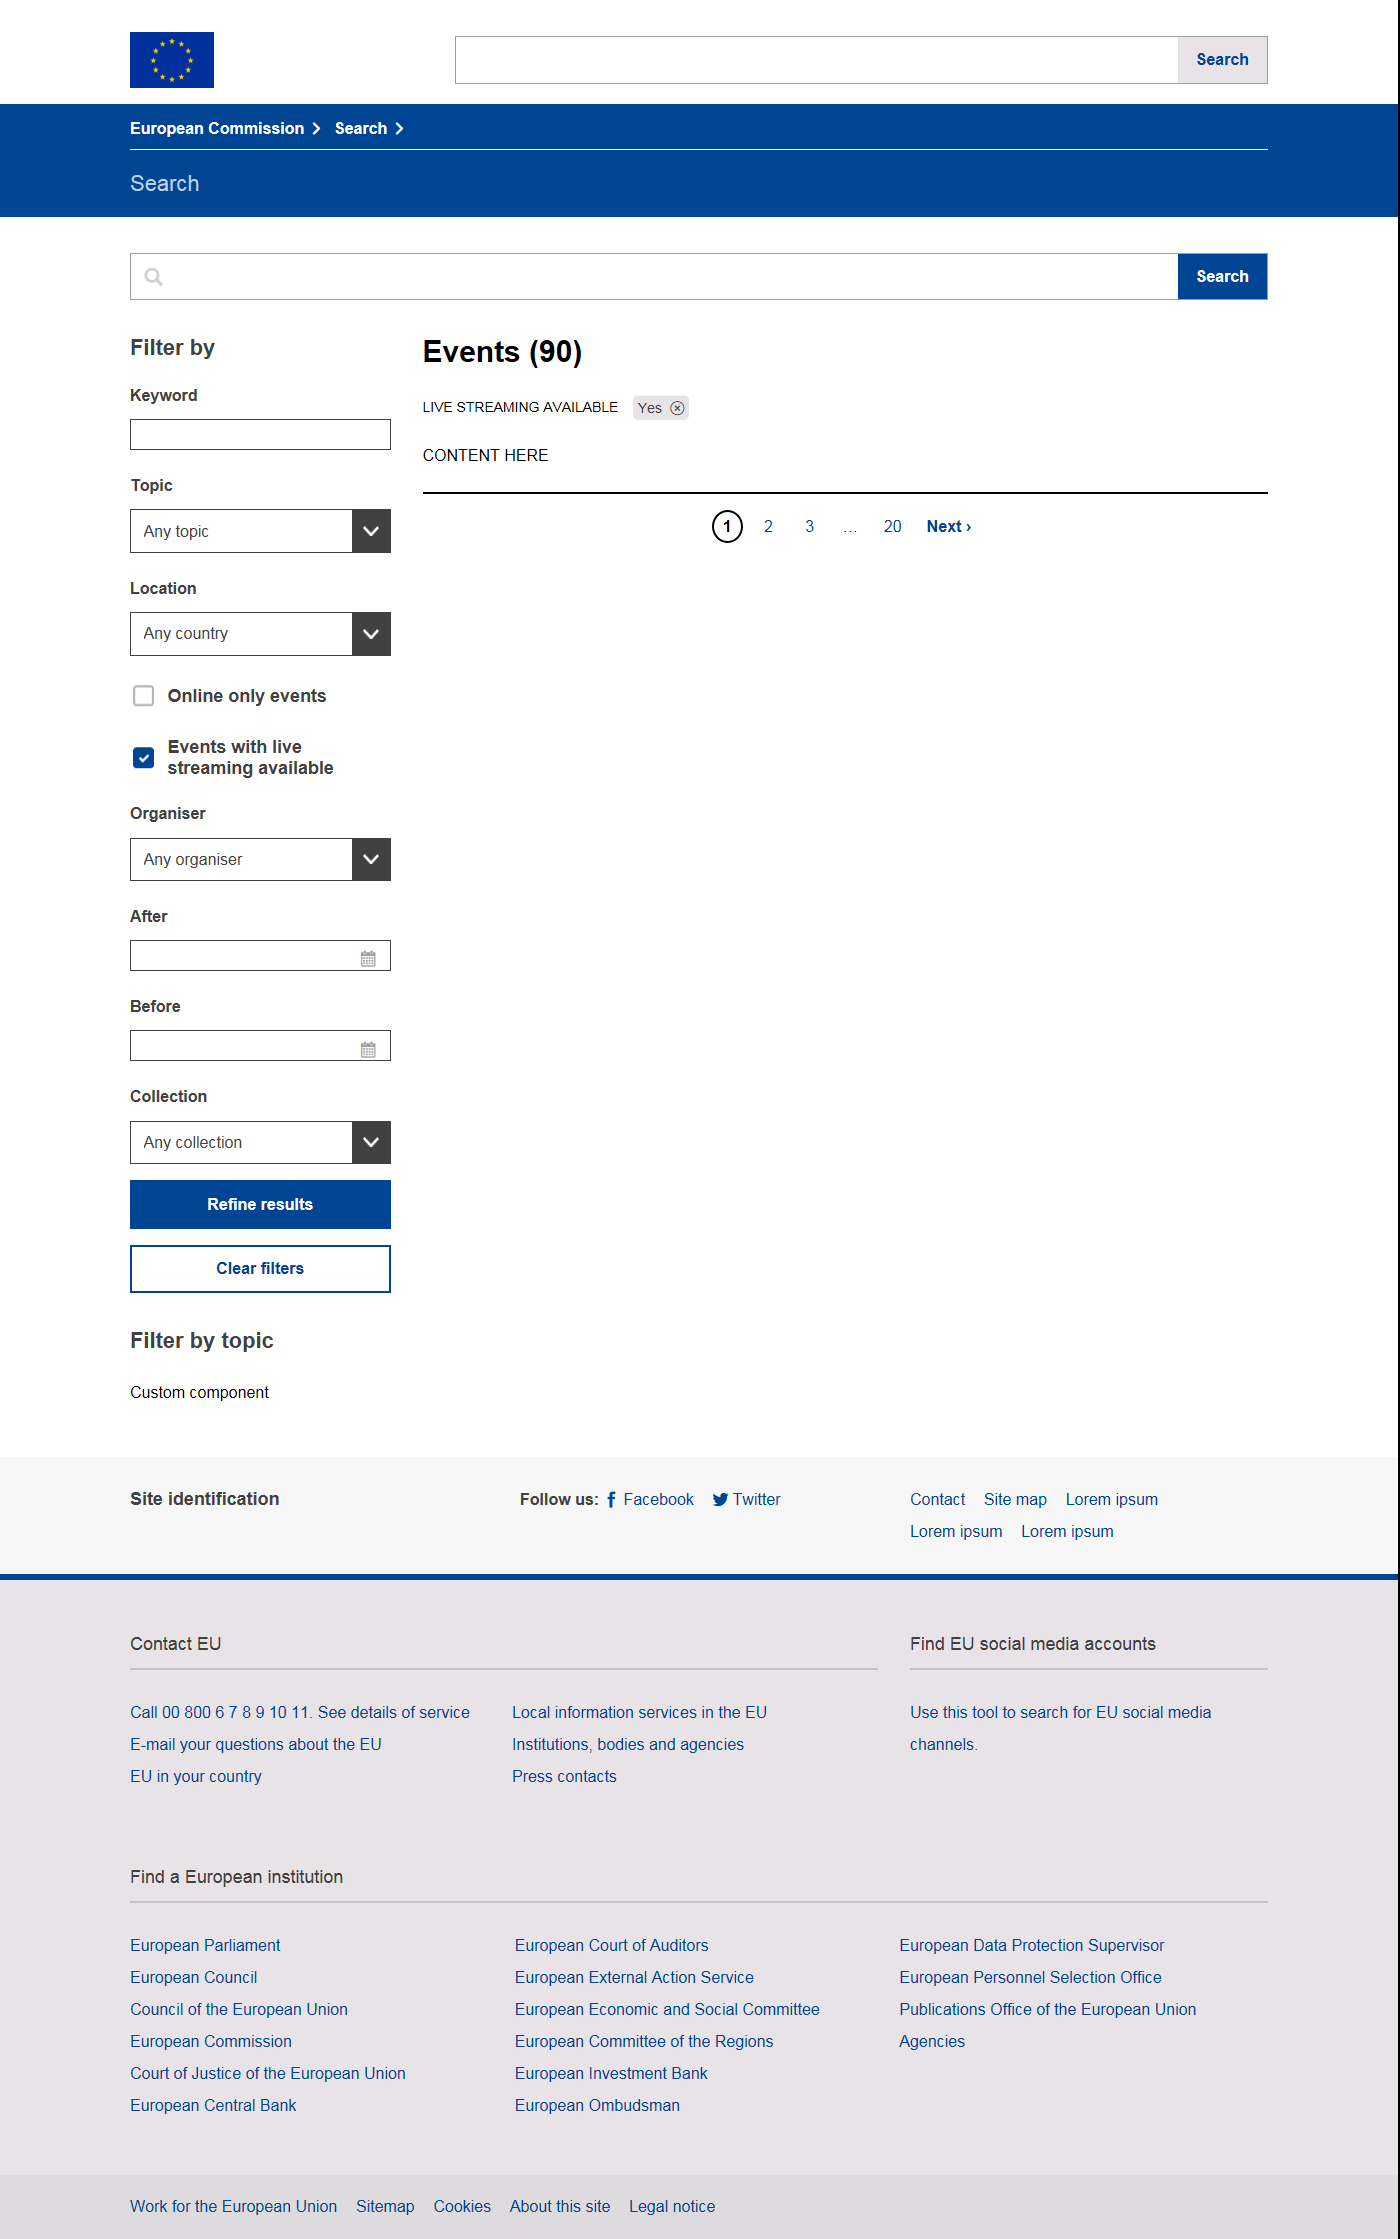 Search
European Commission Search
Search
Search
Filter by
Keyword
Topic
Any topic
Location
Any country
Online only events
Events with live
streaming available
Organiser
Any organiser
After
Before
Collection
Any collection
Refine results
Clear filters
Filter by topic
Custom component
Events (90)
LIVE STREAMING AVAILABLE Yes
CONTENT HERE
1 2 3 ... 20 Next ›
Site identification
Follow us: Facebook Twitter
Contact Site map Lorem ipsum
Lorem ipsum Lorem ipsum
Contact EU
Call 00 800 6 7 8 9 10 11. See details of service
E-mail your questions about the EU
EU in your country
Local information services in the EU
Institutions, bodies and agencies
Press contacts
Find EU social media accounts
Use this tool to search for EU social media
channels.
Find a European institution
European Parliament
European Council
Council of the European Union
European Commission
Court of Justice of the European Union
European Central Bank
European Court of Auditors
European External Action Service
European Economic and Social Committee
European Committee of the Regions
European Investment Bank
European Ombudsman
European Data Protection Supervisor
European Personnel Selection Office
Publications Office of the European Union
Agencies
Work for the European Union Sitemap Cookies About this site Legal notice